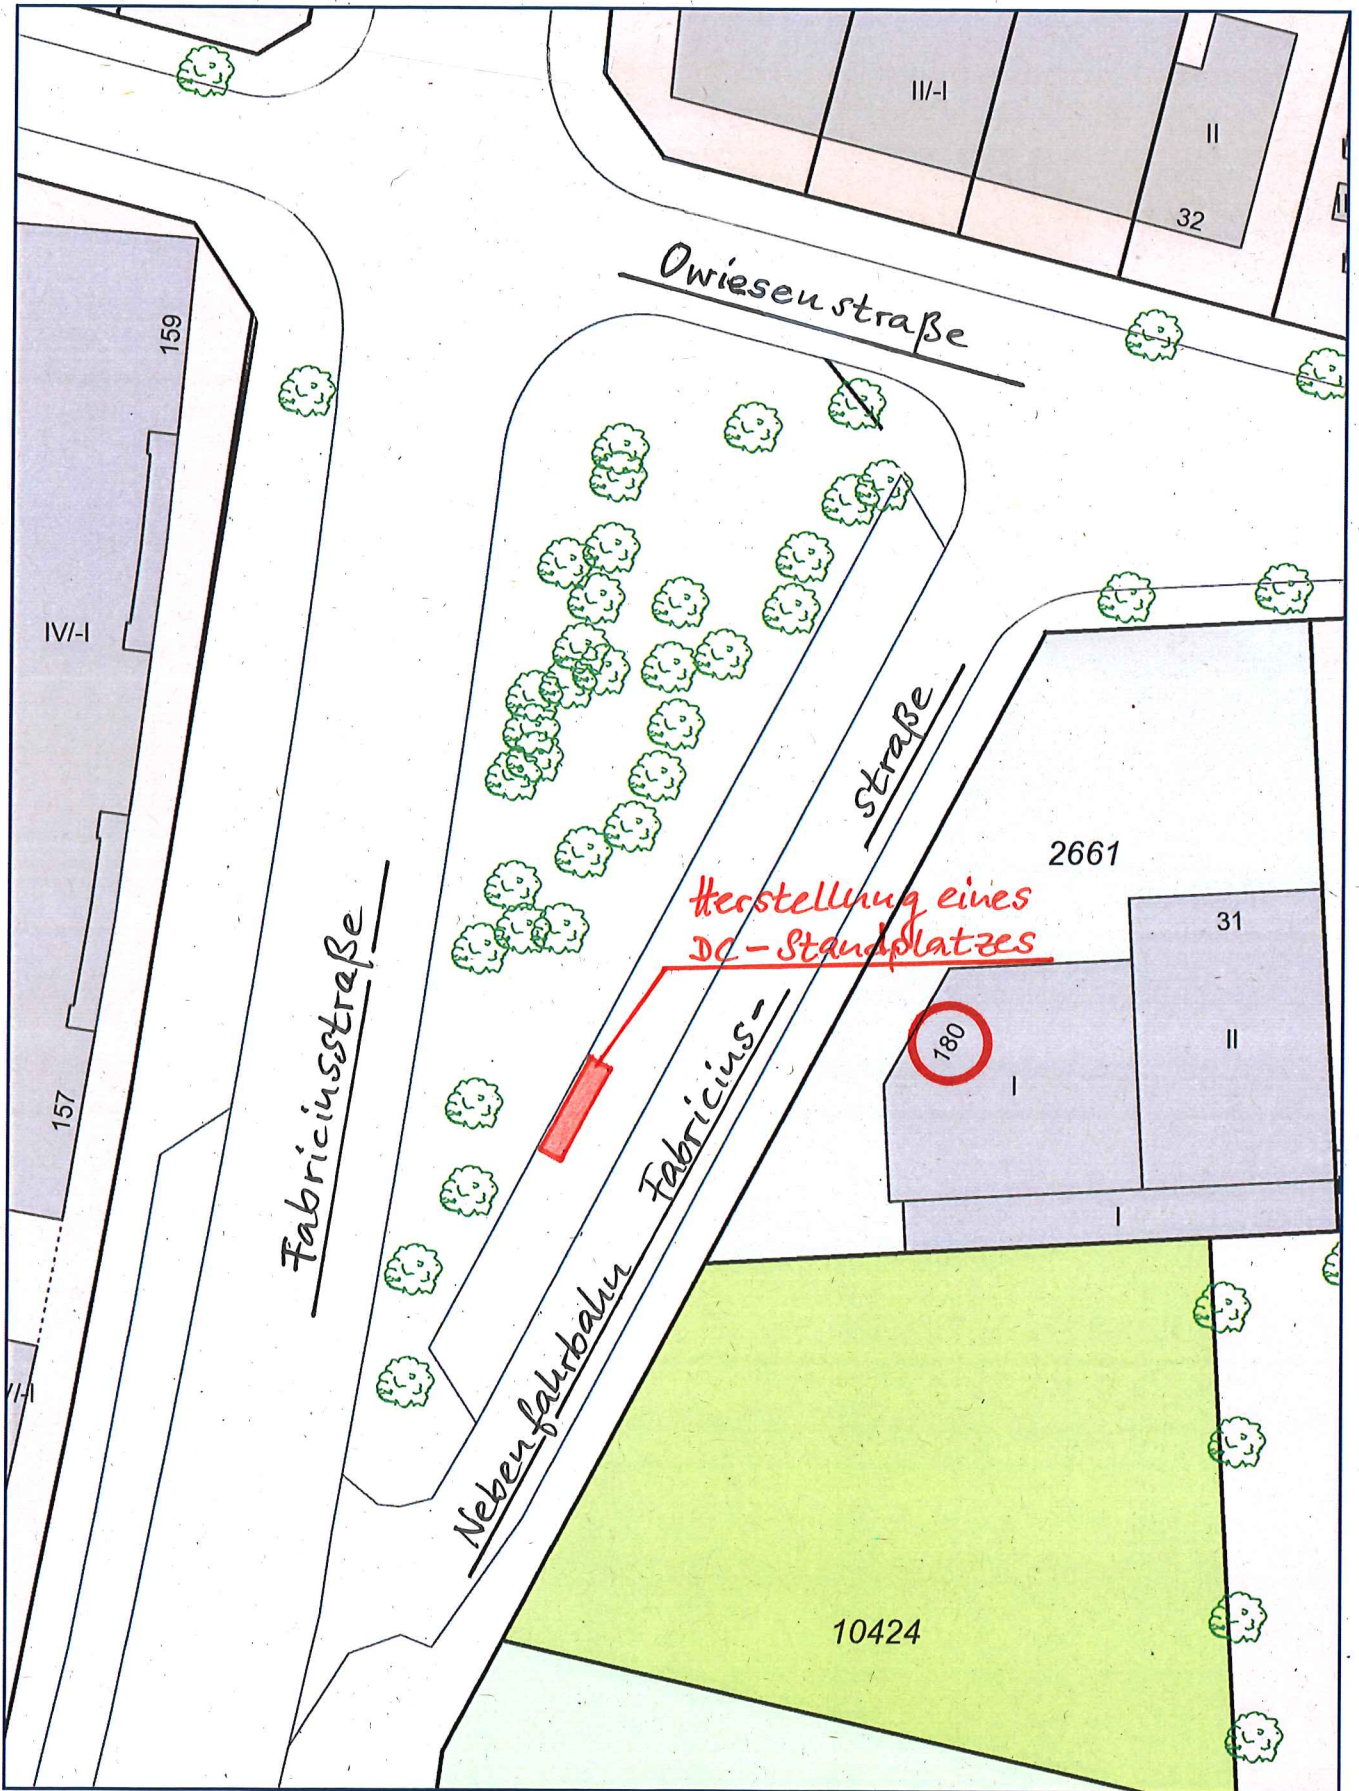 II/-I
II
32
Owiesenstraße
159
IV/-I
straße
2661
Herstellung eines
DC-Standplatzes
31
180
II
I
Fabriciusstraße
Fabricius-
157
I
Nebenfahrbahn
10424